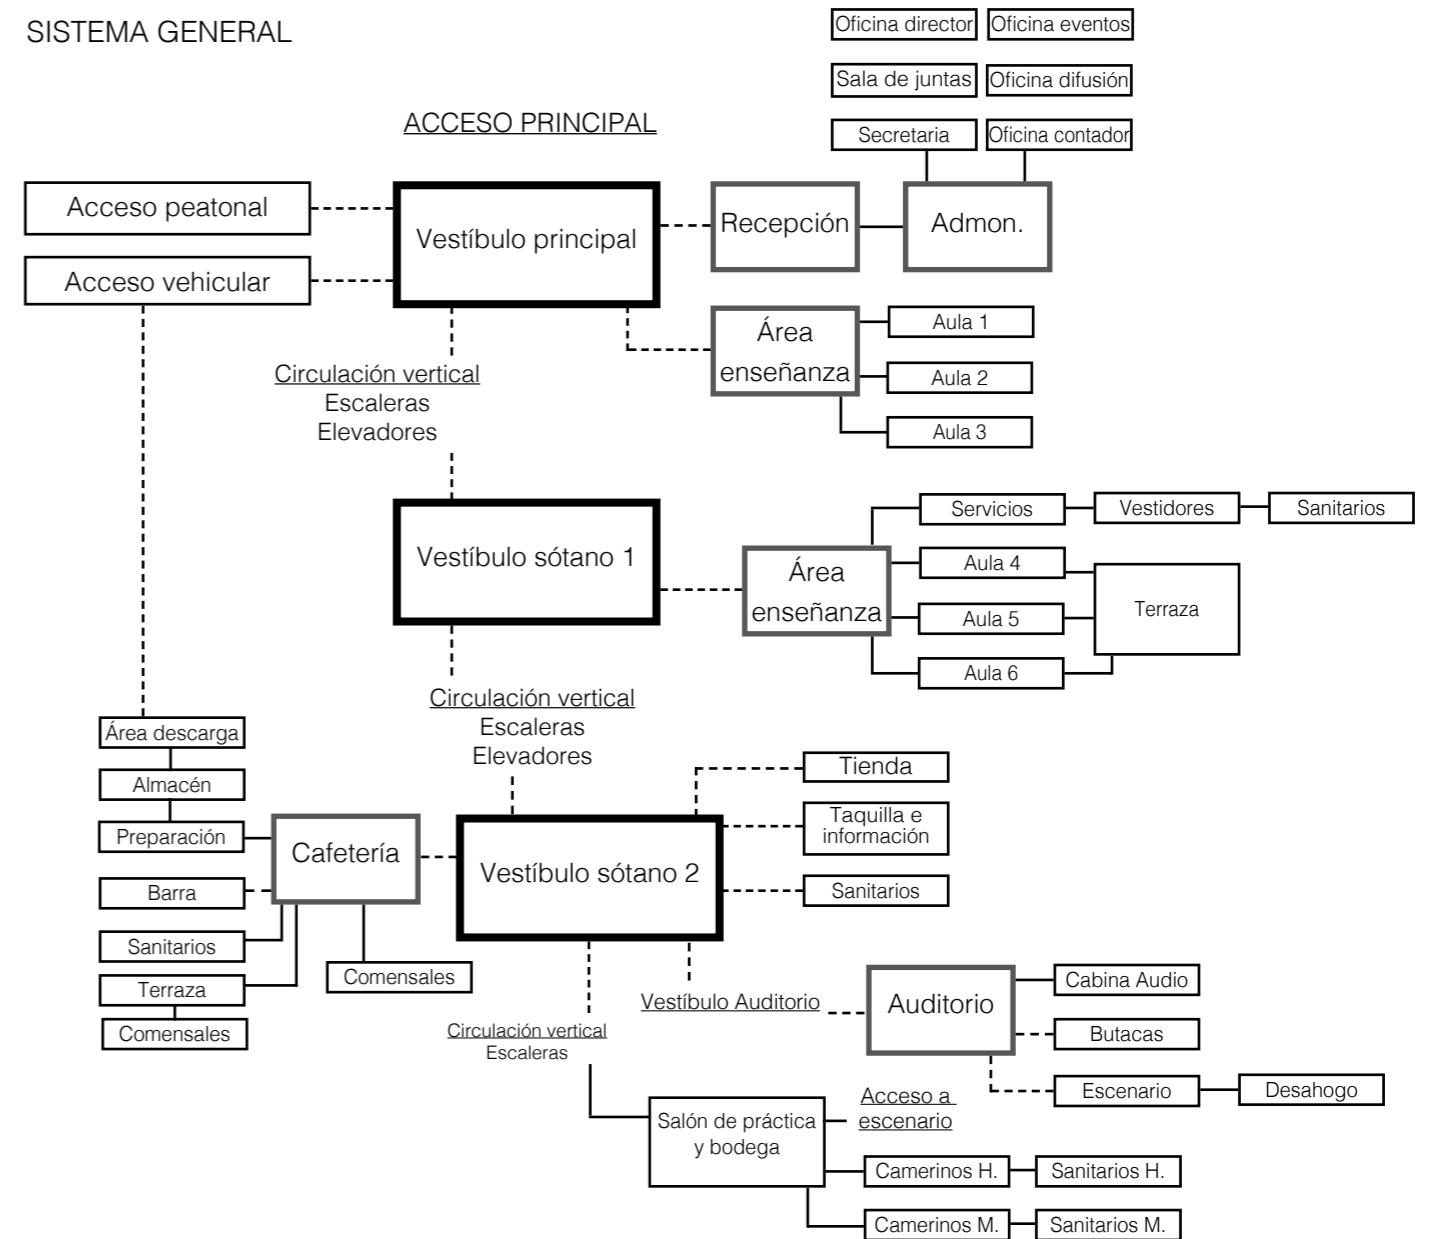 SISTEMA GENERAL
Oficina director
Oficina eventos
Sala de juntas
Oficina difusión
Secretaria
Oficina contador
ACCESO PRINCIPAL
Acceso peatonal
Acceso vehicular
Vestíbulo principal
Recepción
Admon.
Área
enseñanza
Aula 1
Aula 2
Aula 3
Circulación vertical
Escaleras
Elevadores
Vestíbulo sótano 1
Área
enseñanza
Servicios
Vestidores
Sanitarios
Aula 4
Aula 5
Aula 6
Terraza
Circulación vertical
Escaleras
Elevadores
Área descarga
Almacén
Preparación
Barra
Sanitarios
Terraza
Comensales
Cafetería
Comensales
Vestíbulo sótano 2
Tienda
Taquilla e
información
Sanitarios
Vestíbulo Auditorio
Auditorio
Cabina Audio
Butacas
Escenario
Desahogo
Circulación vertical
Escaleras
Salón de práctica
y bodega
Acceso a
escenario
Camerinos H.
Sanitarios H.
Camerinos M.
Sanitarios M.